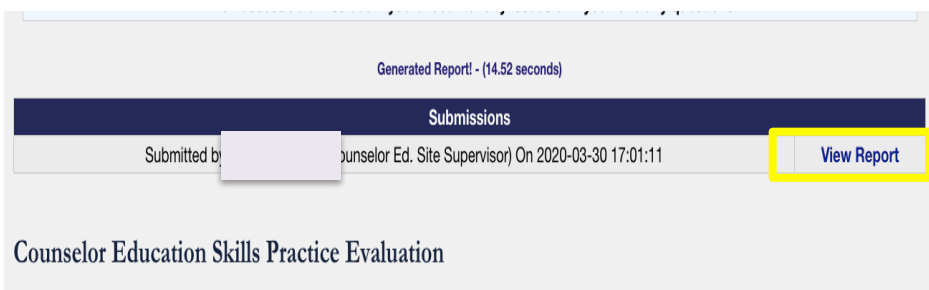 Generated Report! - (14.52 seconds)
Submissions
Submitted by ounselor Ed. Site Supervisor) On 2020-03-30 17:01:11 View Report
Counselor Education Skills Practice Evaluation